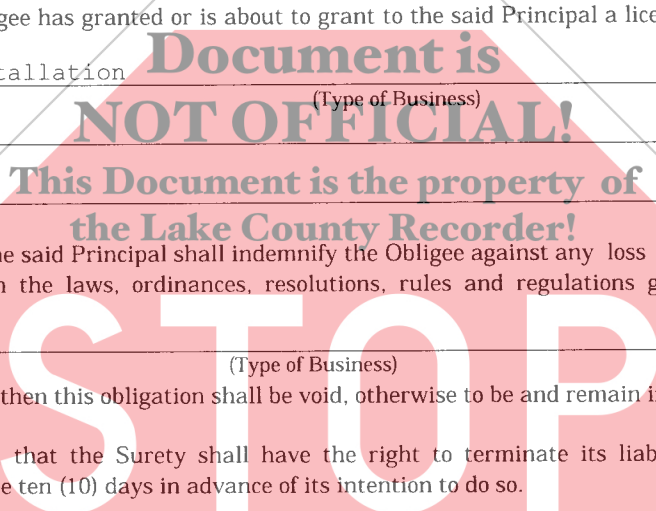 gee has granted or is about to grant to the said Principal a lice
Document is
tallation
(Type of Business)
NOT OFFICIAL!
This Document is the property of
the Lake County Recorder!
e said Principal shall indemnify the Obligee against any loss
n the laws, ordinances, resolutions, rules and regulations g
STOP
(Type of Business)
then this obligation shall be void, otherwise to be and remain i
that the Surety shall have the right to terminate its liab
e ten (10) days in advance of its intention to do so.